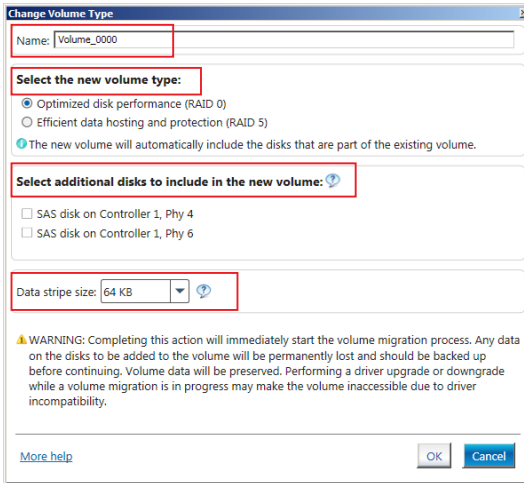 Change Volume Type
Name: Volume_0000
Select the new volume type:
Optimized disk performance (RAID 0)
Efficient data hosting and protection (RAID 5)
The new volume will automatically include the disks that are part of the existing volume.
Select additional disks to include in the new volume:
SAS disk on Controller 1, Phy 4
SAS disk on Controller 1, Phy 6
Data stripe size: 64 KB
WARNING: Completing this action will immediately start the volume migration process. Any data
on the disks to be added to the volume will be permanently lost and should be backed up
before continuing. Volume data will be preserved. Performing a driver upgrade or downgrade
while a volume migration is in progress may make the volume inaccessible due to driver
incompatibility.
More help
OK
Cancel